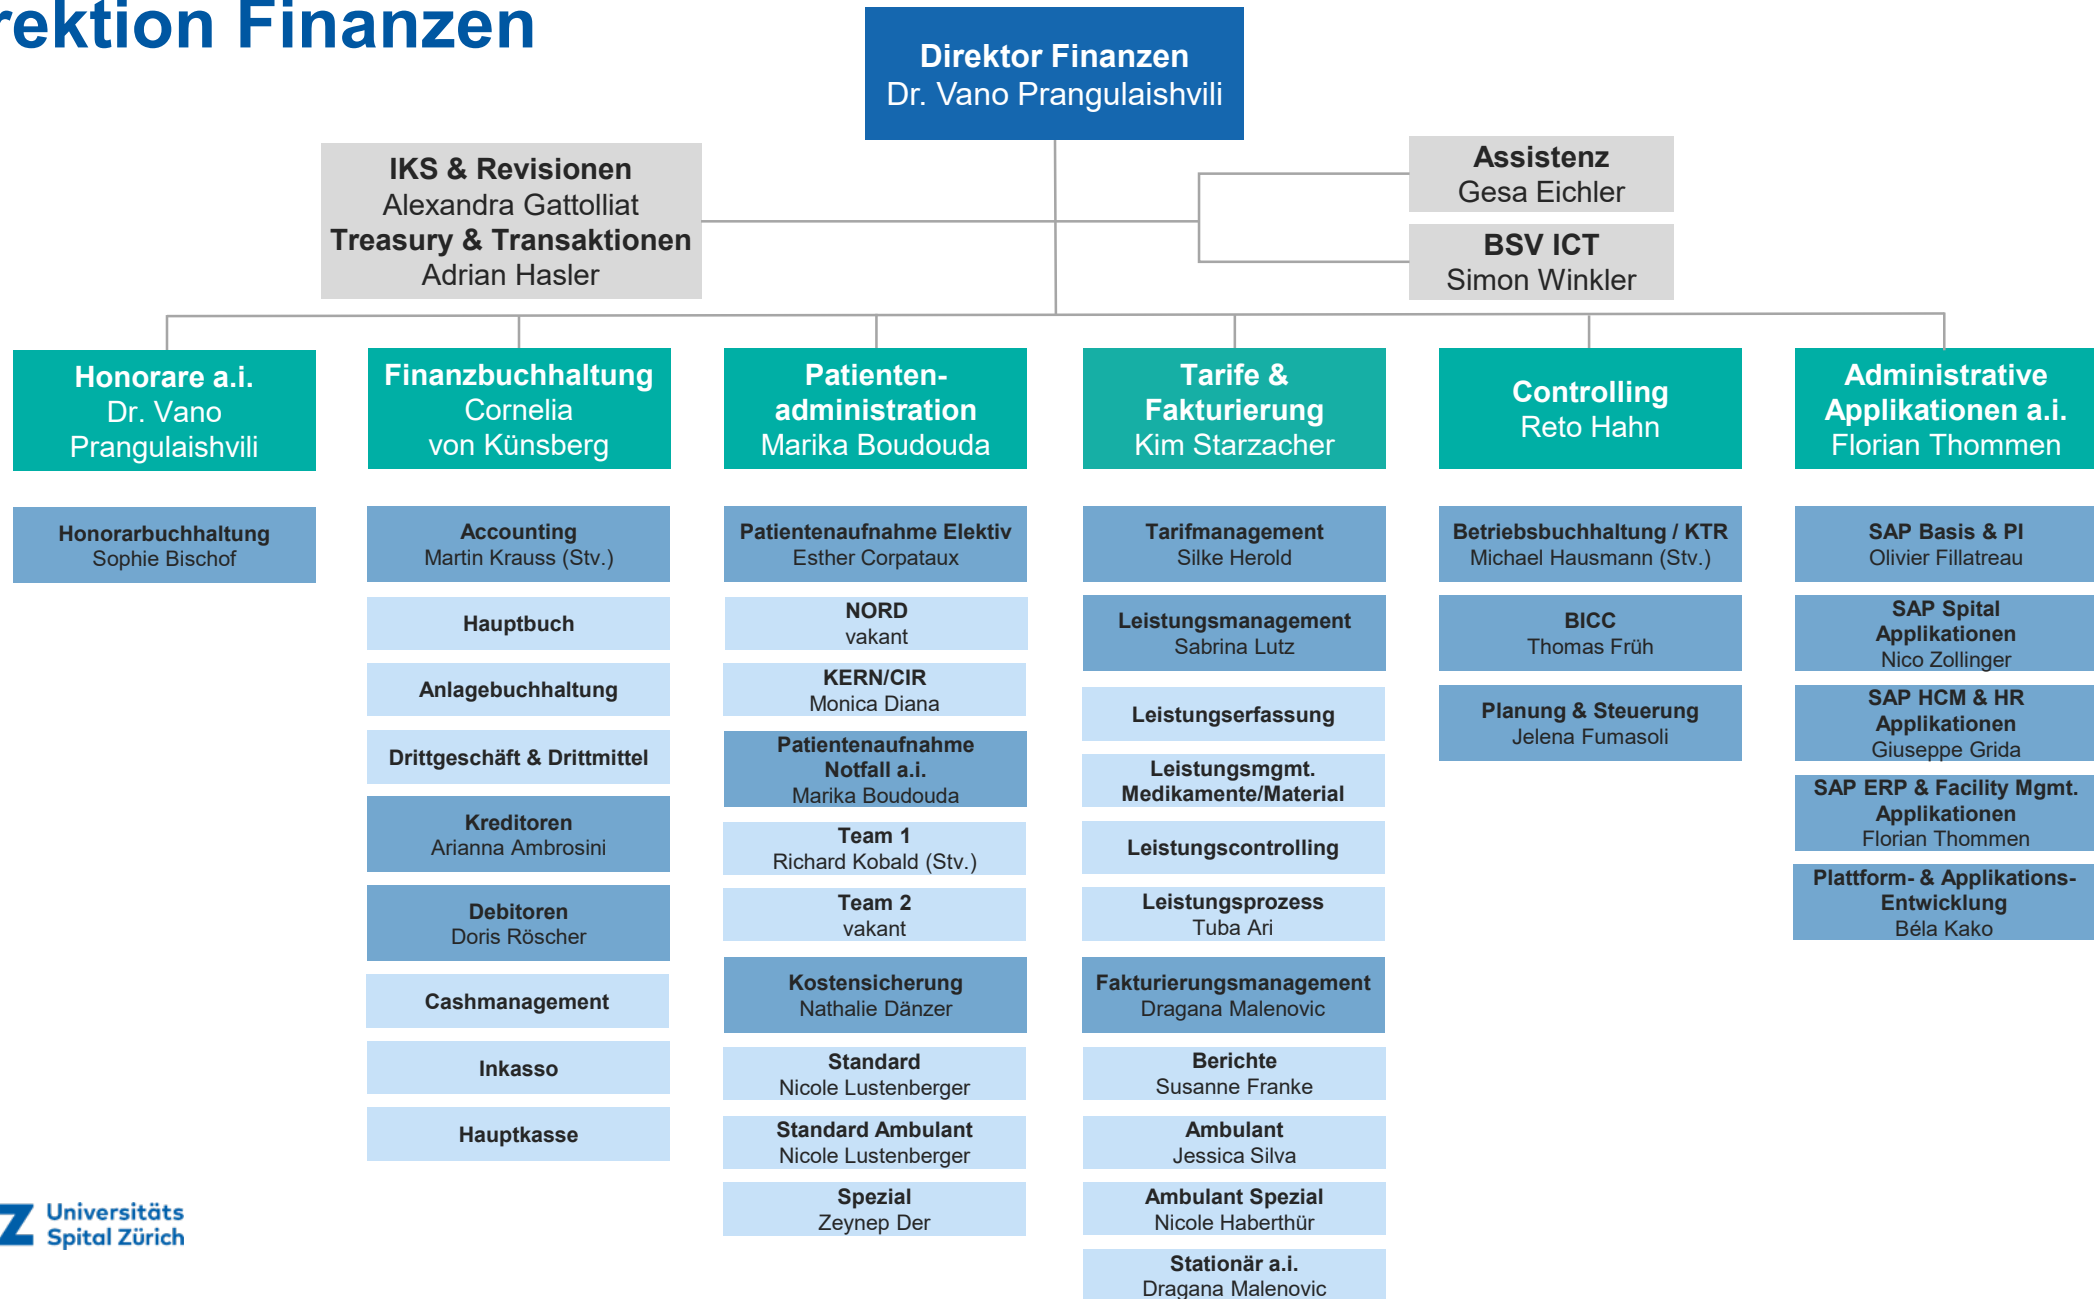 rektion Finanzen
Direktor Finanzen
Dr. Vano Prangulaishvili
IKS & Revisionen
Alexandra Gattolliat
Treasury & Transaktionen
Adrian Hasler
Assistenz
Gesa Eichler
BSV ICT
Simon Winkler
Honorare a.i.
Dr. Vano
Prangulaishvili
Honorarbuchhaltung
Sophie Bischof
Finanzbuchhaltung
Cornelia
von Künsberg
Accounting
Martin Krauss (Stv.)
Hauptbuch
Anlagebuchhaltung
Drittgeschäft & Drittmittel
Kreditoren
Arianna Ambrosini
Debitoren
Doris Röscher
Cashmanagement
Inkasso
Hauptkasse
Patienten-
administration
Marika Boudouda
Patientenaufnahme Elektiv
Esther Corpataux
NORD
vakant
KERN/CIR
Monica Diana
Patientenaufnahme
Notfall a.i.
Marika Boudouda
Team 1
Richard Kobald (Stv.)
Team 2
vakant
Kostensicherung
Nathalie Dänzer
Standard
Nicole Lustenberger
Standard Ambulant
Nicole Lustenberger
Spezial
Zeynep Der
Tarife &
Fakturierung
Kim Starzacher
Tarifmanagement
Silke Herold
Leistungsmanagement
Sabrina Lutz
Leistungserfassung
Leistungsmgmt.
Medikamente/Material
Leistungscontrolling
Leistungsprozess
Tuba Ari
Fakturierungsmanagement
Dragana Malenovic
Berichte
Susanne Franke
Ambulant
Jessica Silva
Ambulant Spezial
Nicole Haberthür
Stationär a.i.
Dragana Malenovic
Controlling
Reto Hahn
Betriebsbuchhaltung / KTR
Michael Hausmann (Stv.)
BICC
Thomas Früh
Planung & Steuerung
Jelena Fumasoli
Administrative
Applikationen a.i.
Florian Thommen
SAP Basis & PI
Olivier Fillatreau
SAP Spital
Applikationen
Nico Zollinger
SAP HCM & HR
Applikationen
Giuseppe Grida
SAP ERP & Facility Mgmt.
Applikationen
Florian Thommen
Plattform- & Applikations-
Entwicklung
Béla Kako
Z Universitäts
Spital Zürich